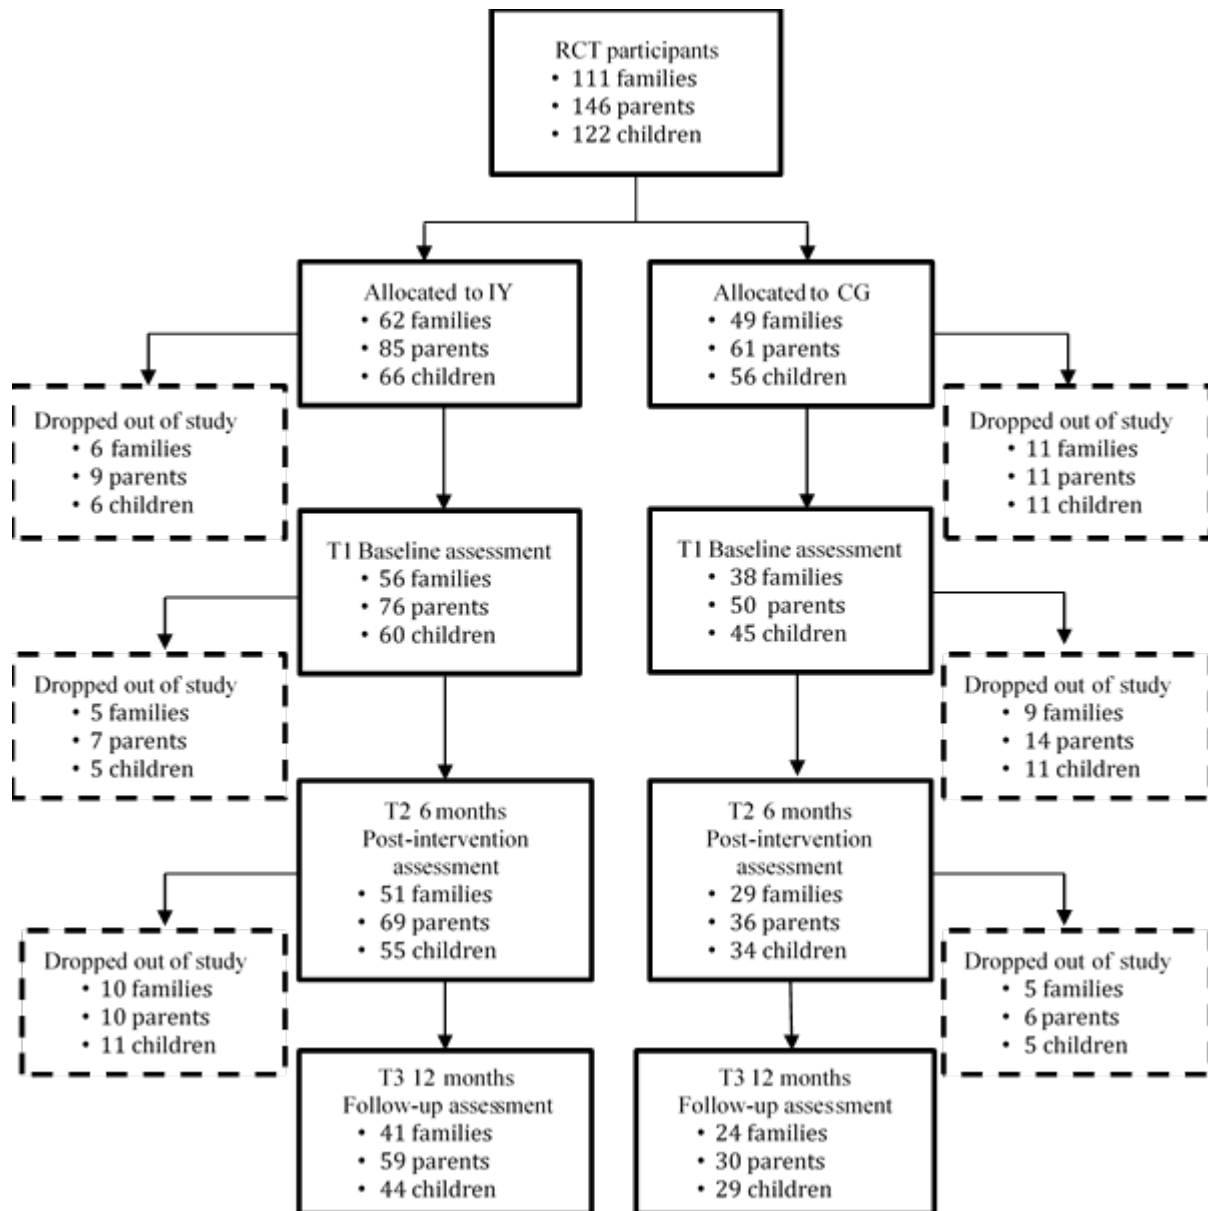 RCT participants
• 111 families
• 146 parents
• 122 children
Allocated to IY
• 62 families
• 85 parents
• 66 children
Allocated to CG
• 49 families
• 61 parents
• 56 children
Dropped out of study
• 6 families
• 9 parents
• 6 children
Dropped out of study
• 11 families
• 11 parents
• 11 children
T1 Baseline assessment
• 56 families
• 76 parents
• 60 children
T1 Baseline assessment
• 38 families
• 50 parents
• 45 children
Dropped out of study
• 5 families
• 7 parents
• 5 children
Dropped out of study
• 9 families
• 14 parents
• 11 children
T2 6 months
Post-intervention
assessment
• 51 families
• 69 parents
• 55 children
T2 6 months
Post-intervention
assessment
• 29 families
• 36 parents
• 34 children
Dropped out of study
• 10 families
• 10 parents
• 11 children
Dropped out of study
• 5 families
• 6 parents
• 5 children
T3 12 months
Follow-up assessment
• 41 families
• 59 parents
• 44 children
T3 12 months
Follow-up assessment
• 24 families
• 30 parents
• 29 children